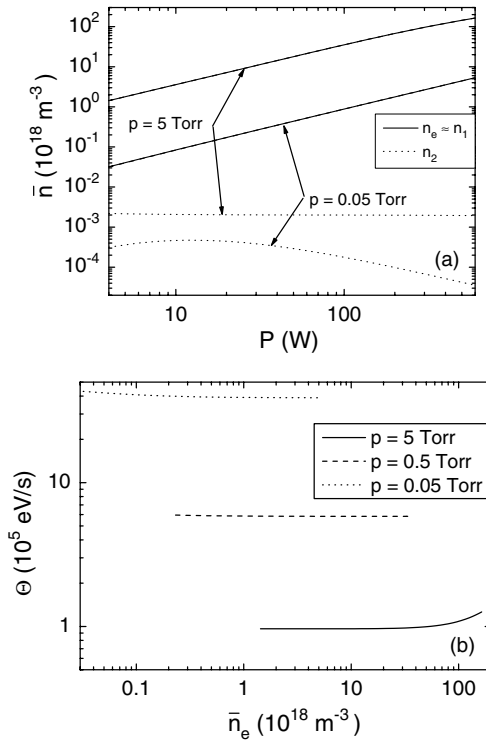 10²
10¹
10⁰
10⁻¹
10⁻²
10⁻³
10⁻⁴
n̄ (10¹⁸ m⁻³)
p = 5 Torr
nₑ ≈ n₁
n₂
p = 0.05 Torr
(a)
10
100
P (W)
10
1
Θ (10⁵ eV/s)
p = 5 Torr
p = 0.5 Torr
p = 0.05 Torr
(b)
0.1
1
10
100
n̄ₑ (10¹⁸ m⁻³)